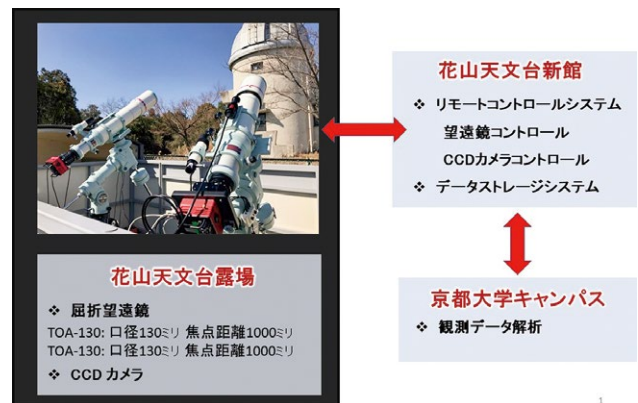 花山天文台露場
❖ 屈折望遠鏡
TOA-130: 口径130ミリ 焦点距離1000ミリ
TOA-130: 口径130ミリ 焦点距離1000ミリ
❖ CCD カメラ
花山天文台新館
❖ リモートコントロールシステム
望遠鏡コントロール
CCDカメラコントロール
❖ データストレージシステム
京都大学キャンパス
❖ 観測データ解析
1